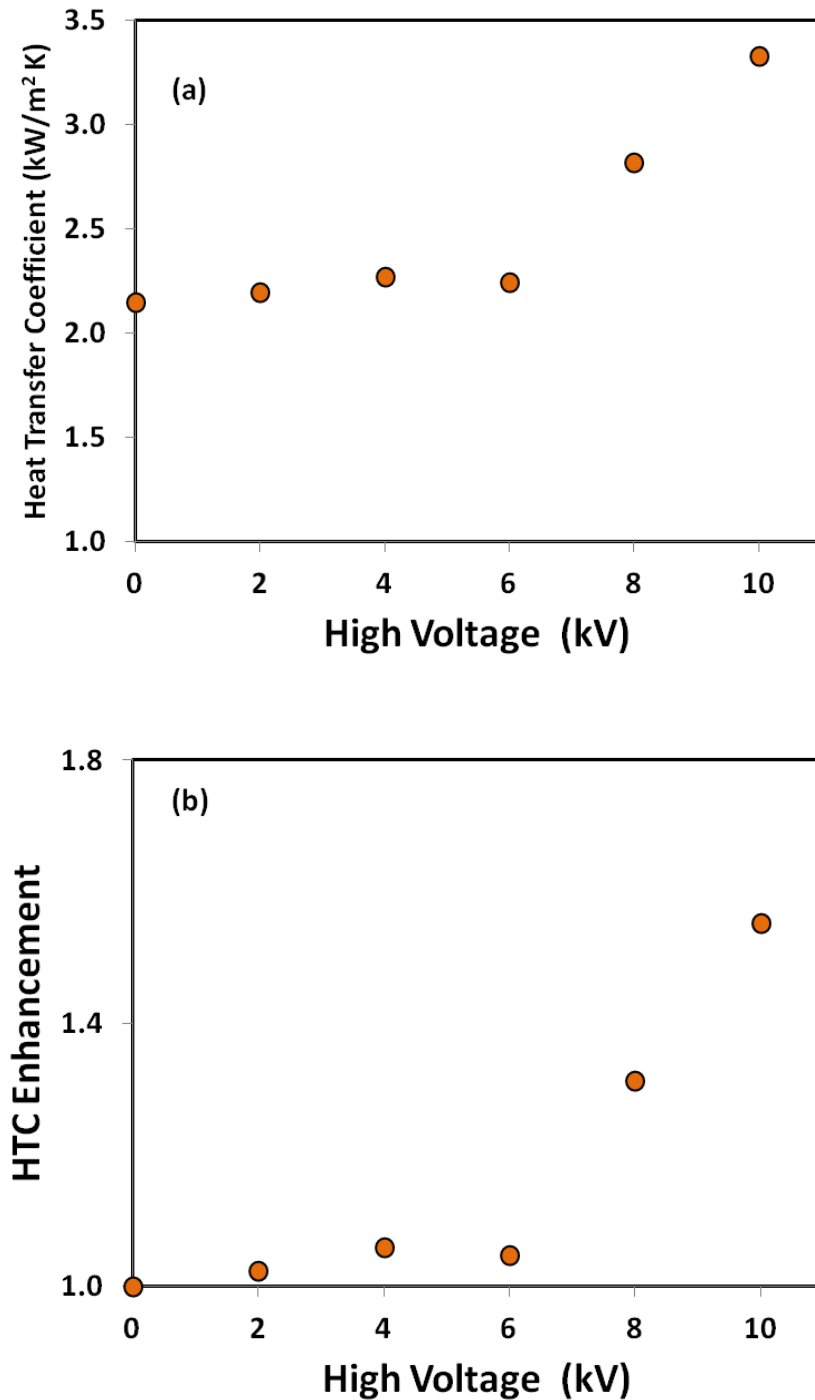 3.5
(a)
3.0
2.5
2.0
1.5
1.0
Heat Transfer Coefficient (kW/m² K)
0 2 4 6 8 10
High Voltage (kV)
1.8
(b)
1.4
1.0
HTC Enhancement
0 2 4 6 8 10
High Voltage (kV)